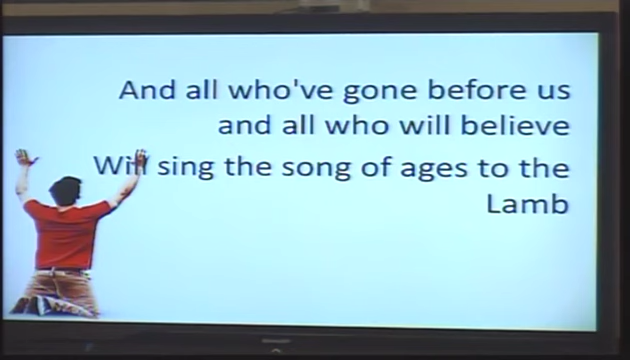 And all who've gone before us
and all who will believe
Will sing the song of ages to the
Lamb